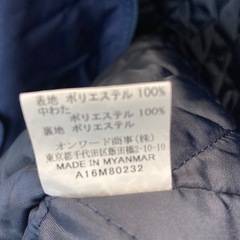 表地 ポリエステル 100%
中わた
ポリエステル 100%
裏地 ポリエステル 100%
オンワード商事(株)
東京都千代田区飯田橋2-10-10
MADE IN MYANMAR
A16M80232